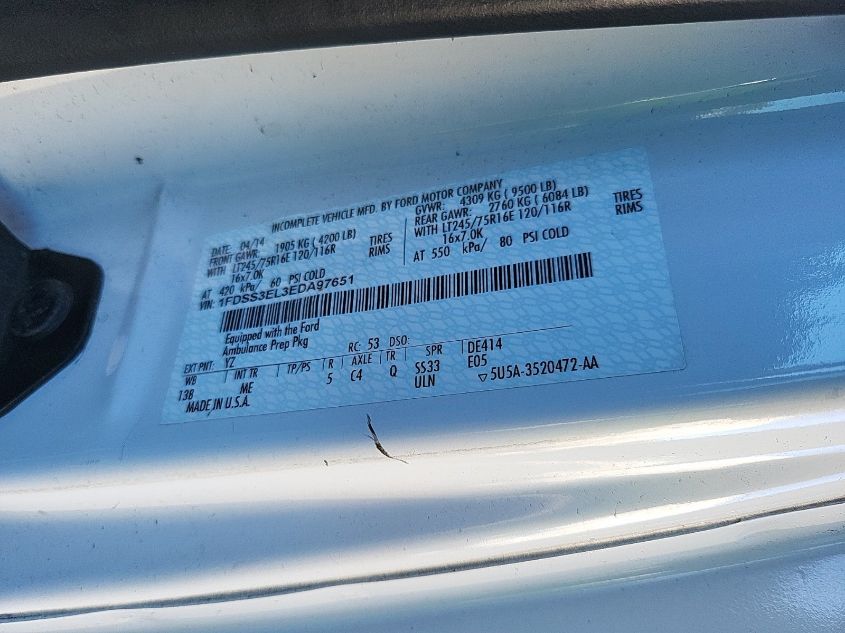 INCOMPLETE VEHICLE MFD. BY FORD MOTOR COMPANY
DATE: 04/14
GVWR: 4309 KG ( 9500 LB)
FRONT GAWR: 1905 KG ( 4200 LB)
REAR GAWR: 2760 KG ( 6084 LB)
WITH LT245/75R16E 120/116R TIRES
WITH LT245/75R16E 120/116R TIRES
16x7.0K RIMS
16x7.0K RIMS
AT 420 kPa/ 60 PSI COLD
AT 550 kPa/ 80 PSI COLD
VIN: 1FDSS3EL3EDA97651
Equipped with the Ford
Ambulance Prep Pkg
EXT PNT: YZ RC: 53 DSO:
WB INT TR TP/PS R AXLE TR SPR DE414
138 ME 5 C4 Q SS33 E05
MADE IN U.S.A. ULN ▽5U5A-3520472-AA